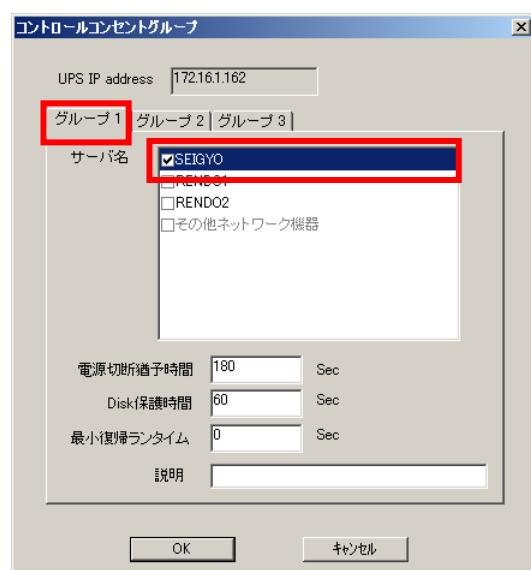 コントロールコンセントグループ
UPS IP address 172.16.1.162
グループ 1 グループ 2 グループ 3
サーバ名 SEIGYO
RENDO1
RENDO2
その他ネットワーク機器
電源切断猶予時間 180 Sec
Disk保護時間 60 Sec
最小復帰ランタイム 0 Sec
説明
OK キャンセル